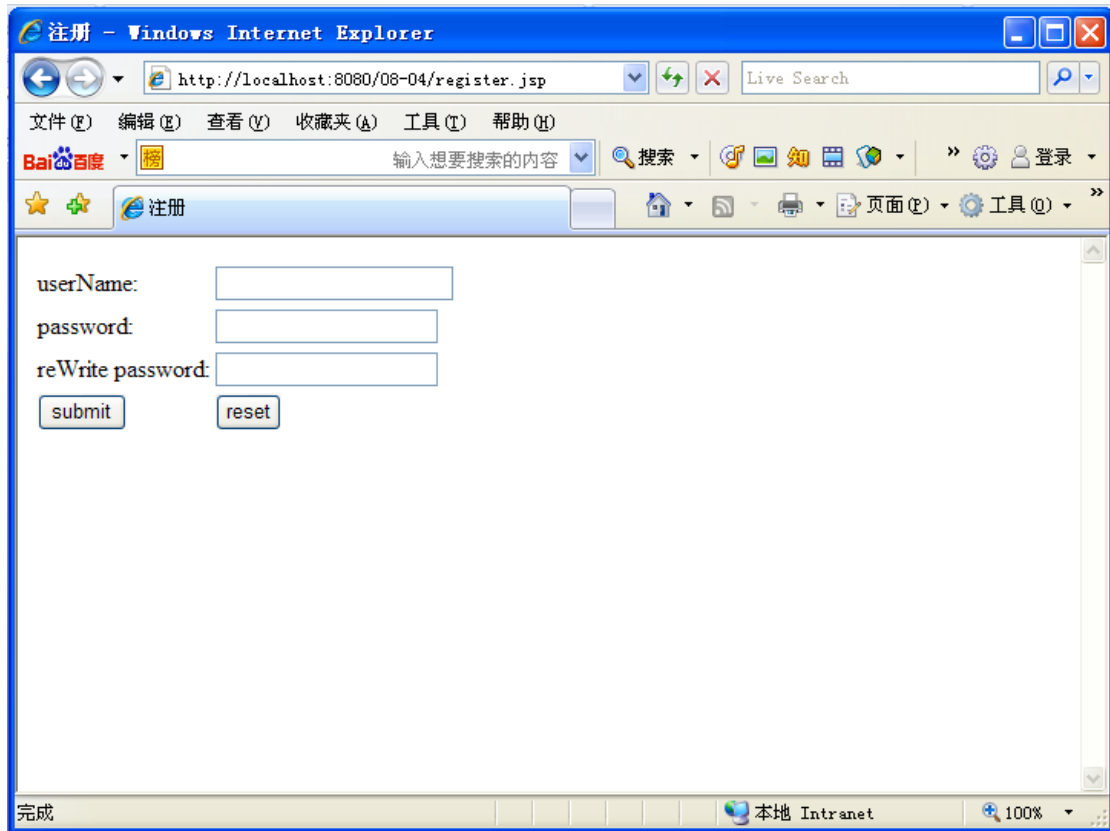 注册 - Windows Internet Explorer
http://localhost:8080/08-04/register.jsp Live Search
文件(F) 编辑(E) 查看(V) 收藏夹(A) 工具(T) 帮助(H)
Bai百度 榜 输入想要搜索的内容 搜索 知 » 登录
注册 页面(P) 工具(O) »
userName:
password:
reWrite password:
submit reset
完成 本地 Intranet 100%